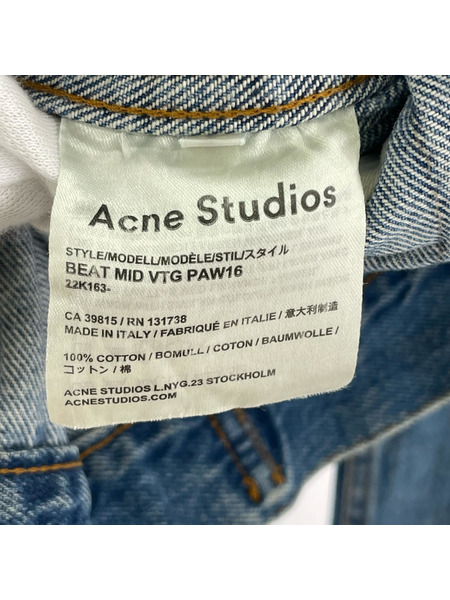 Acne Studios
STYLE/MODELL/MODÈLE/STIL/スタイル
BEAT MID VTG PAW16
22K163-
CA 39815 / RN 131738
MADE IN ITALY / FABRIQUÉ EN ITALIE / 意大利制造
100% COTTON / BOMULL / COTON / BAUMWOLLE /
コットン / 棉
ACNE STUDIOS L.NYG.23 STOCKHOLM
ACNESTUDIOS.COM